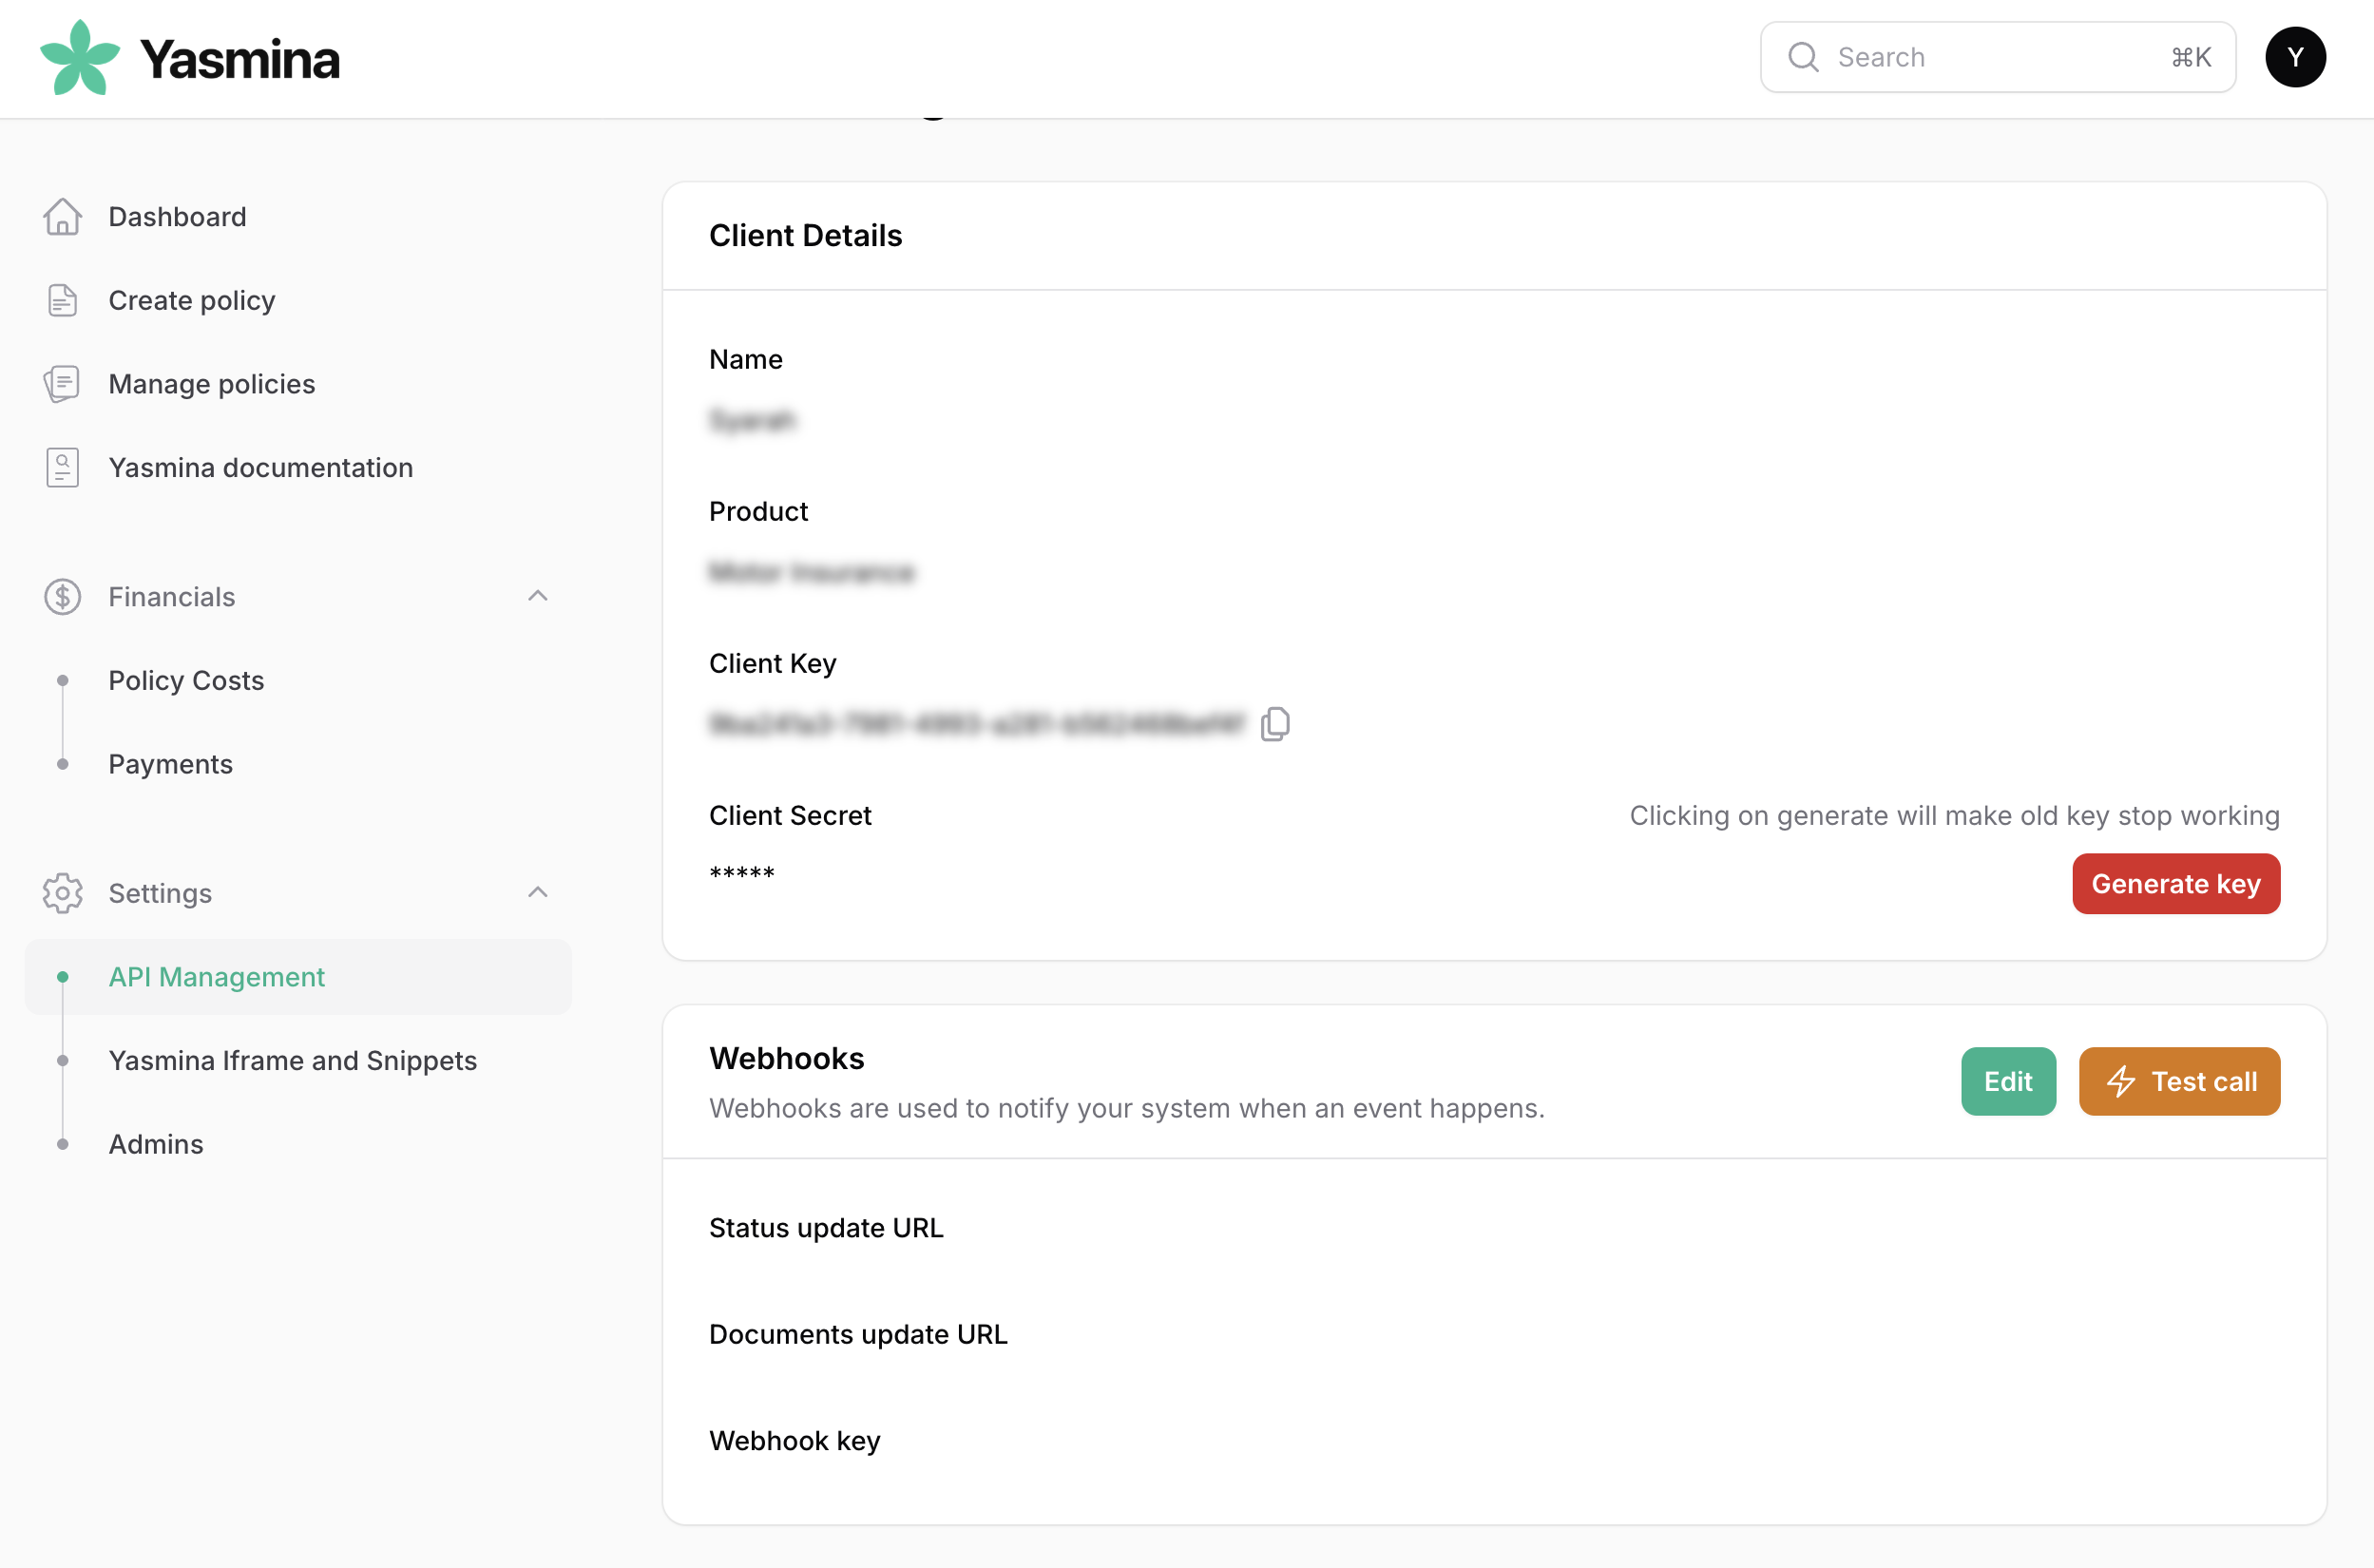 Yasmina
Search
⌘K
Y
Dashboard
Create policy
Manage policies
Yasmina documentation
Financials
Policy Costs
Payments
Settings
API Management
Yasmina Iframe and Snippets
Admins
Client Details
Name
Product
Client Key
Client Secret
Clicking on generate will make old key stop working
*****
Generate key
Webhooks
Webhooks are used to notify your system when an event happens.
Edit
Test call
Status update URL
Documents update URL
Webhook key